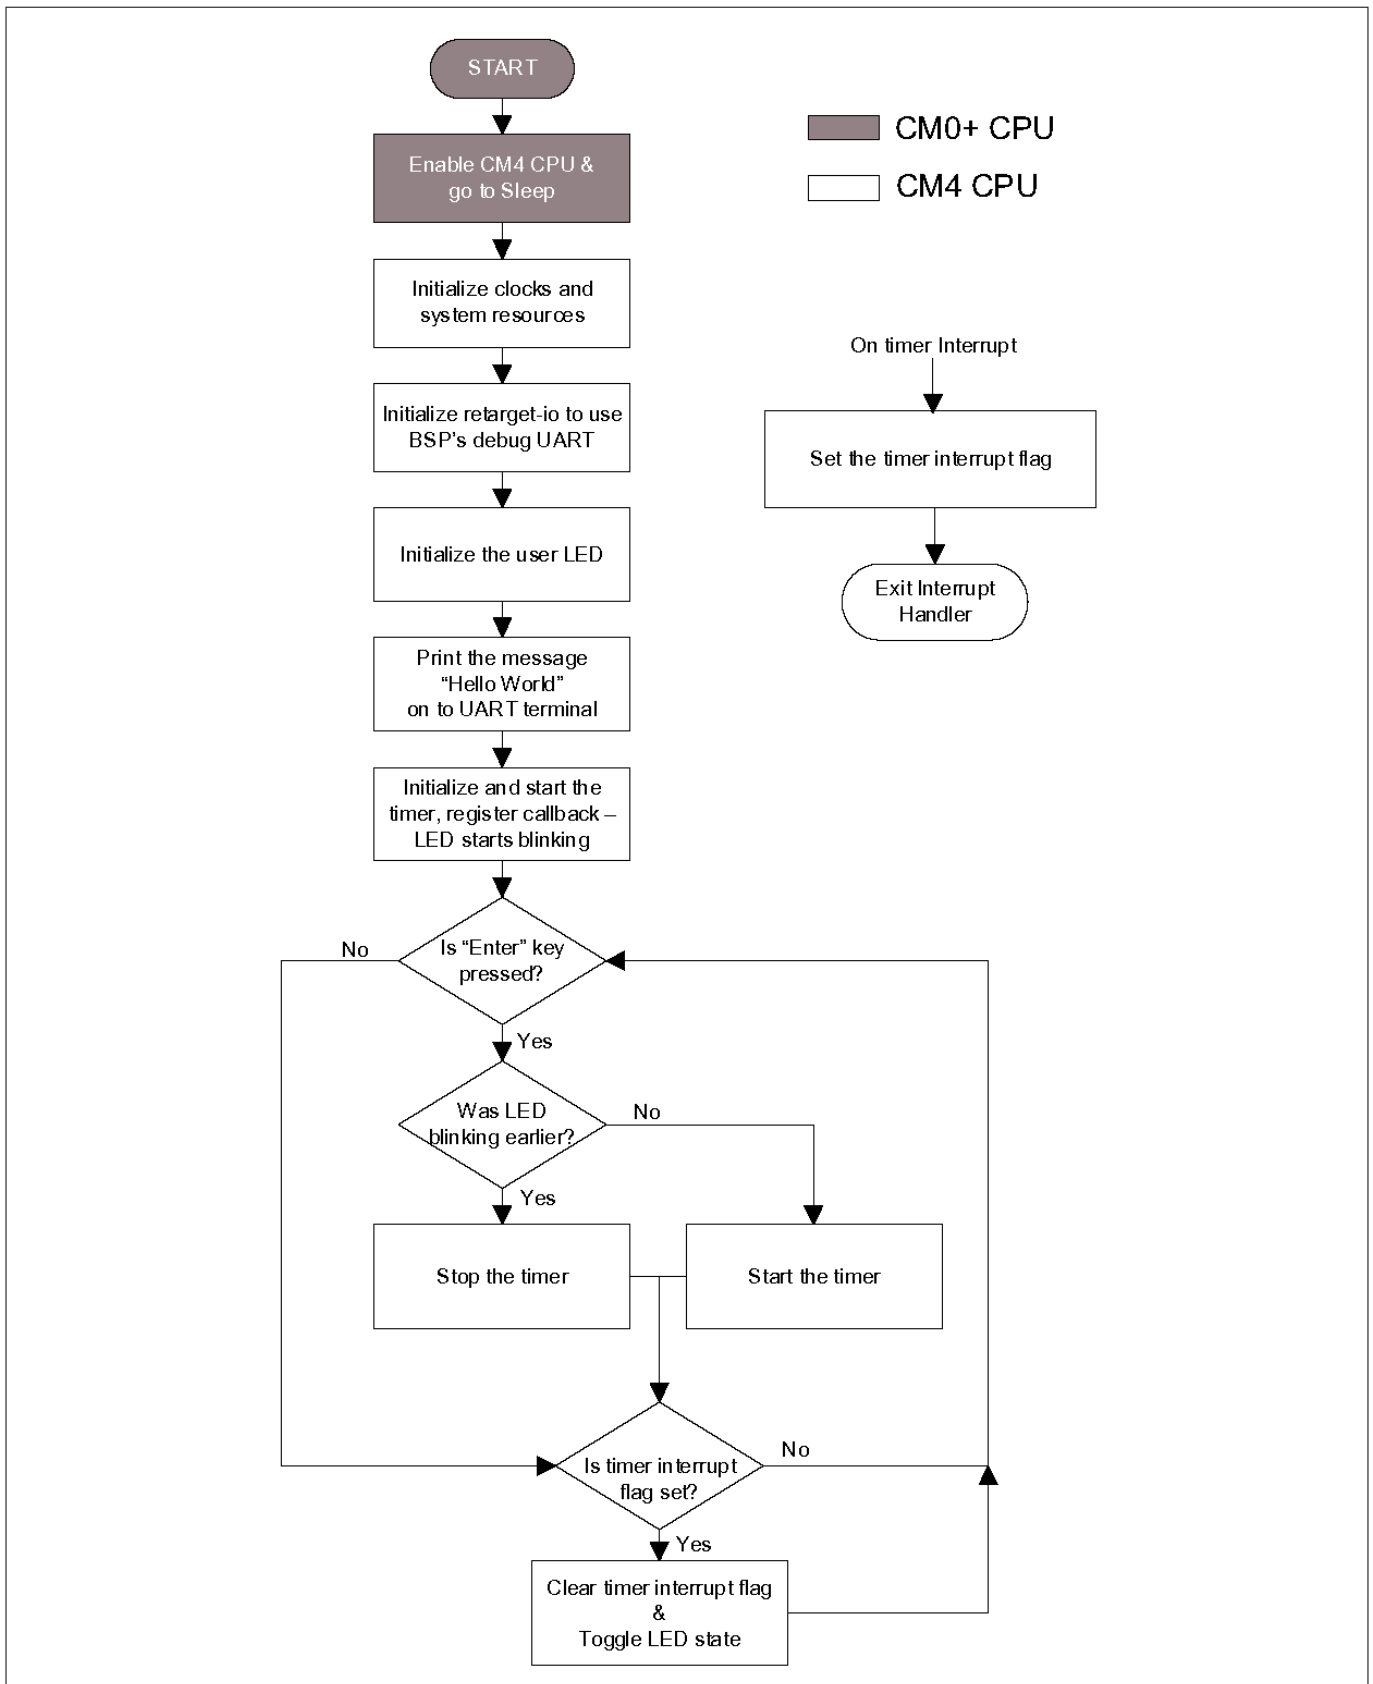 START
Enable CM4 CPU &
go to Sleep
CM0+ CPU
CM4 CPU
Initialize clocks and
system resources
Initialize retarget-io to use
BSP's debug UART
Initialize the user LED
Print the message
“Hello World”
on to UART terminal
Initialize and start the
timer, register callback –
LED starts blinking
On timer Interrupt
Set the timer interrupt flag
Exit Interrupt
Handler
Is “Enter” key
pressed?
No
Yes
Was LED
blinking earlier?
No
Yes
Stop the timer
Start the timer
Is timer interrupt
flag set?
No
Yes
Clear timer interrupt flag
&
Toggle LED state